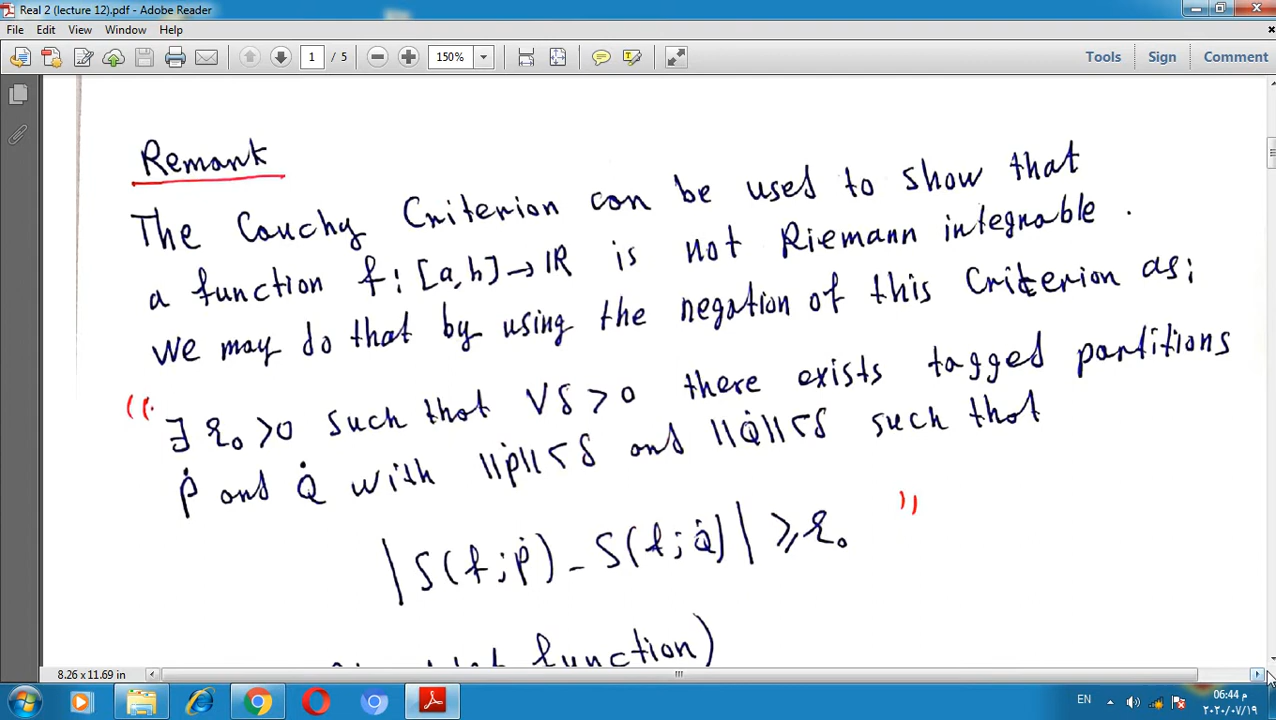 Real 2 (lecture 12).pdf - Adobe Reader
File Edit View Window Help
1 / 5 150% Tools Sign Comment
Remark
The Cauchy Criterion can be used to show that
a function f: [a,b] → IR is not Riemann integrable.
We may do that by using the negation of this Criterion as:
"∃ ε₀ > 0 such that ∀ δ > 0 there exists tagged partitions
Ṗ and Q̇ with ||Ṗ|| < δ and ||Q̇|| < δ such that
| S(f; Ṗ) - S(f; Q̇) | ⩾ ε₀ "
function)
8.26 x 11.69 in
EN 06:44 م
٢٠٢٠/٠٧/١٩